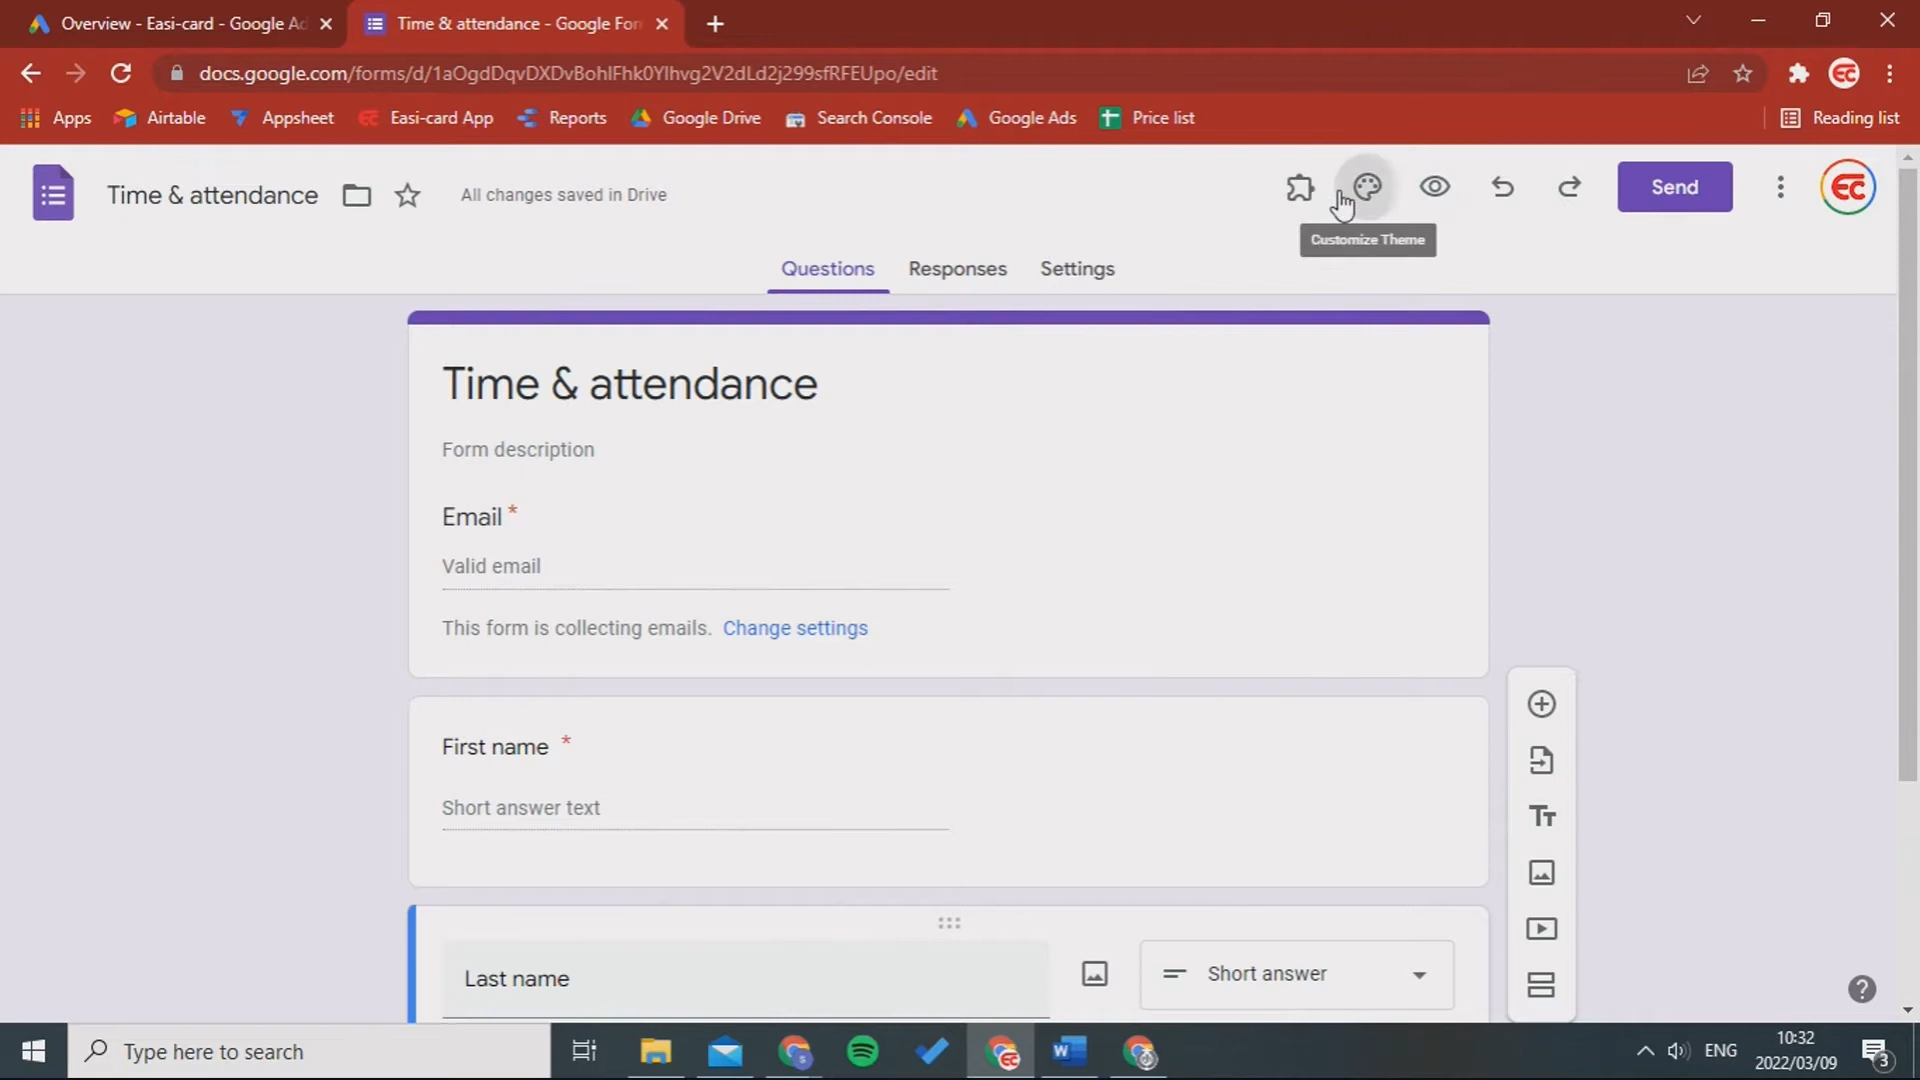 Overview - Easi-card - Google Ad
Time & attendance - Google For
docs.google.com/forms/d/1aOgdDqvDXDvBohlFhk0Ylhvg2V2dLd2j299sfRFEUpo/edit
Apps
Airtable
Appsheet
Easi-card App
Reports
Google Drive
Search Console
Google Ads
Price list
Reading list
Time & attendance
All changes saved in Drive
Send
EC
Customize Theme
Questions
Responses
Settings
Time & attendance
Form description
Email *
Valid email
This form is collecting emails. Change settings
First name *
Short answer text
Last name
Short answer
Type here to search
ENG
10:32
2022/03/09
3